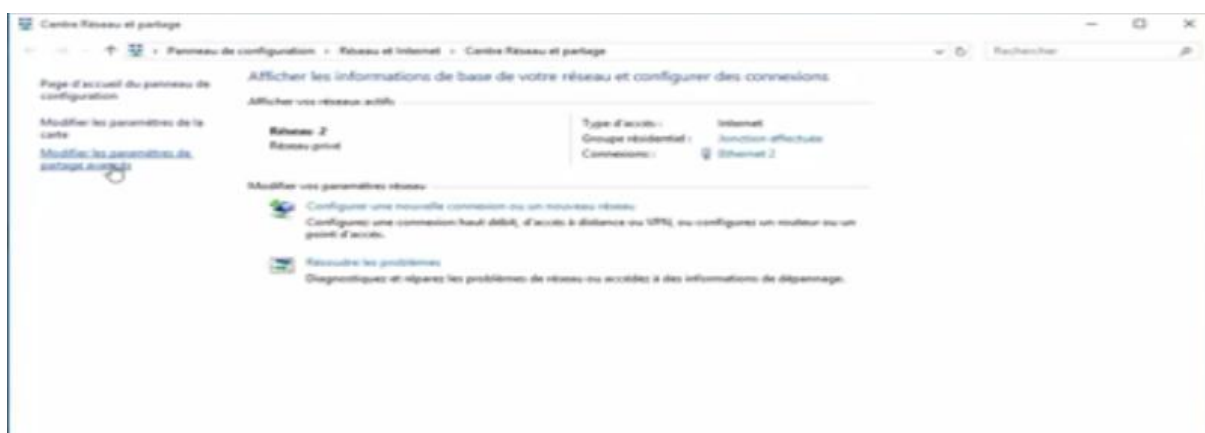 Centre Réseau et partage
Panneau de configuration > Réseau et Internet > Centre Réseau et partage
Rechercher
Page d'accueil du panneau de
configuration
Modifier les paramètres de la
carte
Modifier les paramètres de
partage avancés
Afficher les informations de base de votre réseau et configurer des connexions
Afficher vos réseaux actifs
Réseau 2
Réseau privé
Type d'accès : Internet
Groupe résidentiel : Jonction effectuée
Connexions : Ethernet 2
Modifier vos paramètres réseau
Configurer une nouvelle connexion ou un nouveau réseau
Configurez une connexion haut débit, d'accès à distance ou VPN, ou configurez un routeur ou un
point d'accès.
Résoudre les problèmes
Diagnostiquez et réparez les problèmes de réseau ou accédez à des informations de dépannage.